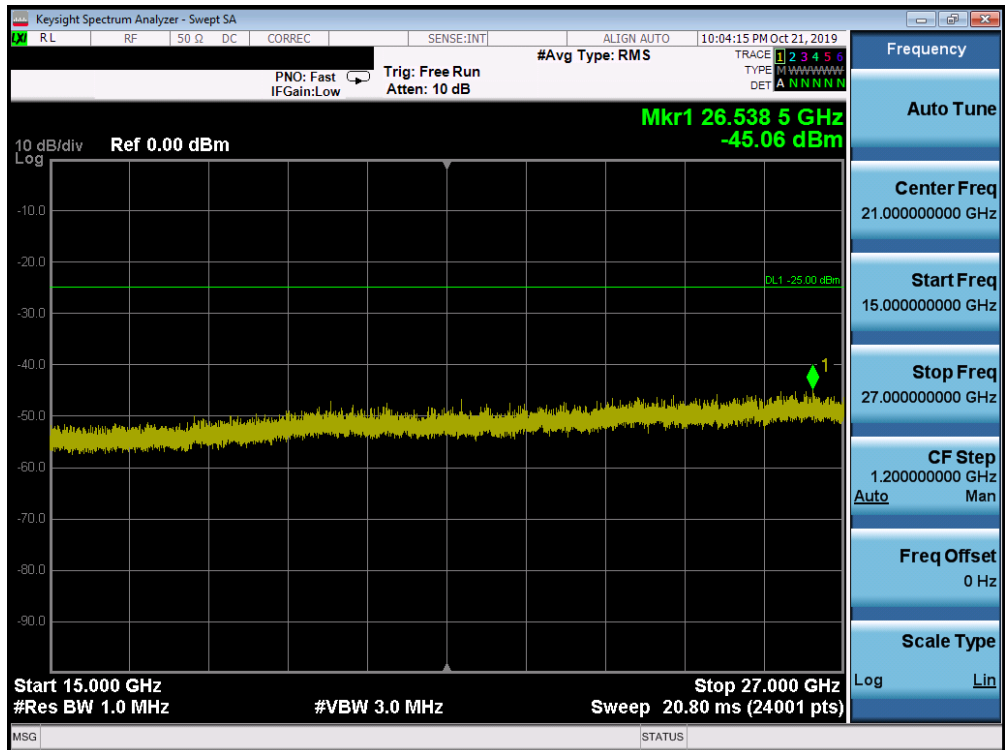 Keysight Spectrum Analyzer - Swept SA
LXI RL RF 50 Ω DC CORREC SENSE:INT ALIGN AUTO 10:04:15 PM Oct 21, 2019
#Avg Type: RMS TRACE 1 2 3 4 5 6
PNO: Fast Trig: Free Run TYPE M WWWWW
IFGain:Low Atten: 10 dB DET A N N N N N
Mkr1 26.538 5 GHz
10 dB/div Ref 0.00 dBm -45.06 dBm
Log
-10.0
-20.0
DL1 -25.00 dBm
-30.0
-40.0
1
-50.0
-60.0
-70.0
-80.0
-90.0
Start 15.000 GHz Stop 27.000 GHz
#Res BW 1.0 MHz #VBW 3.0 MHz Sweep 20.80 ms (24001 pts)
MSG STATUS
Frequency
Auto Tune
Center Freq
21.000000000 GHz
Start Freq
15.000000000 GHz
Stop Freq
27.000000000 GHz
CF Step
1.200000000 GHz
Auto Man
Freq Offset
0 Hz
Scale Type
Log Lin